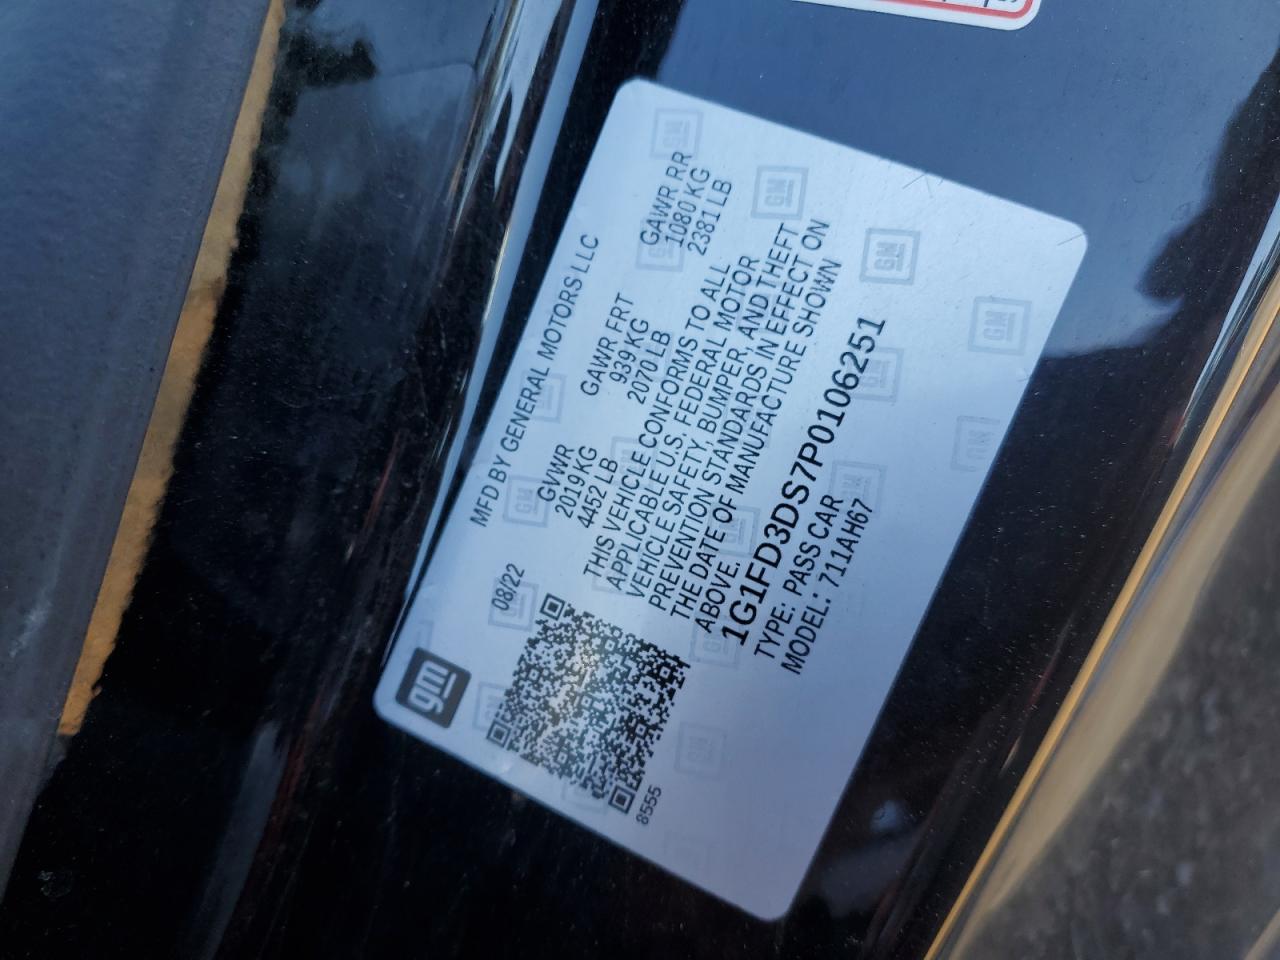 gm
08/22
MFD BY GENERAL MOTORS LLC
GVWR GAWR FRT GAWR RR
2019 KG 939 KG 1080 KG
4452 LB 2070 LB 2381 LB
THIS VEHICLE CONFORMS TO ALL
APPLICABLE U.S. FEDERAL MOTOR
VEHICLE SAFETY, BUMPER, AND THEFT
PREVENTION STANDARDS IN EFFECT ON
THE DATE OF MANUFACTURE SHOWN
ABOVE.
1G1FD3DS7P0106251
TYPE: PASS CAR
MODEL: 711AH67
8555